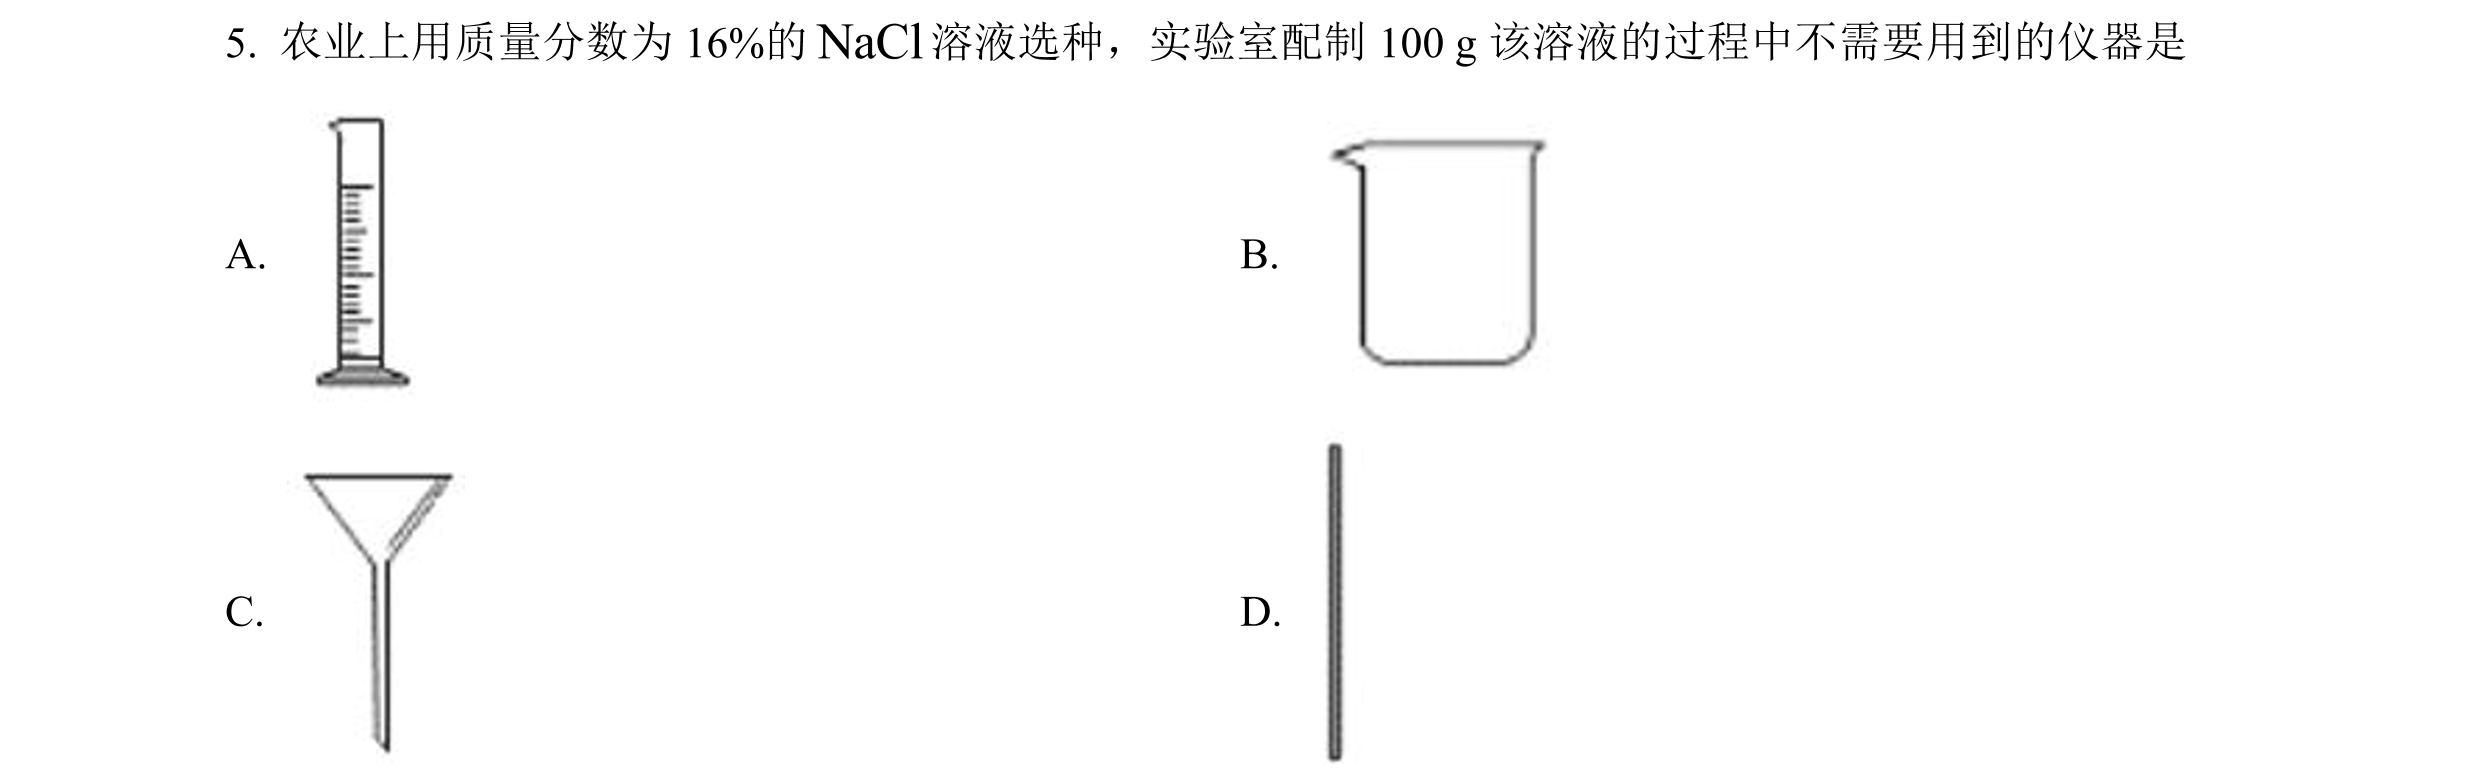 5. 农业上用质量分数为 16%的 NaCl 溶液选种，实验室配制 100 g 该溶液的过程中不需要用到的仪器是
A.
B.
C.
D.